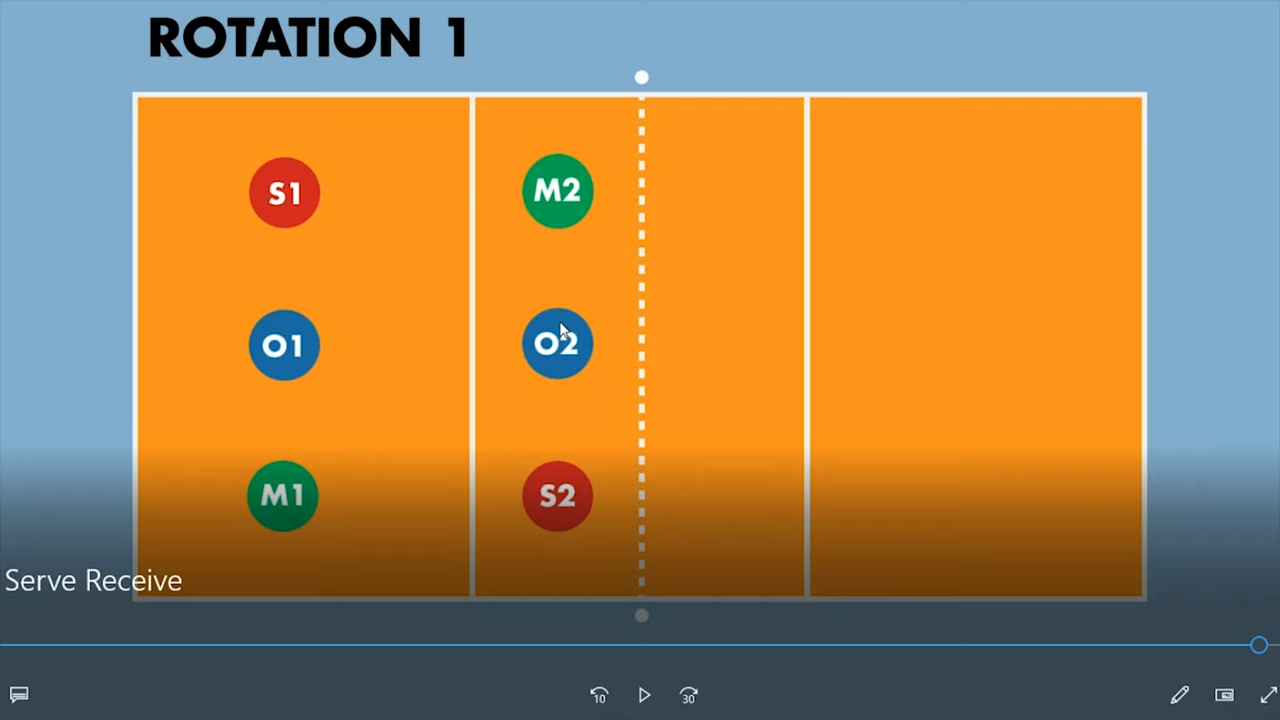 ROTATION 1
S1 M2
O1 O2
M1 S2
Serve Receive
10 30